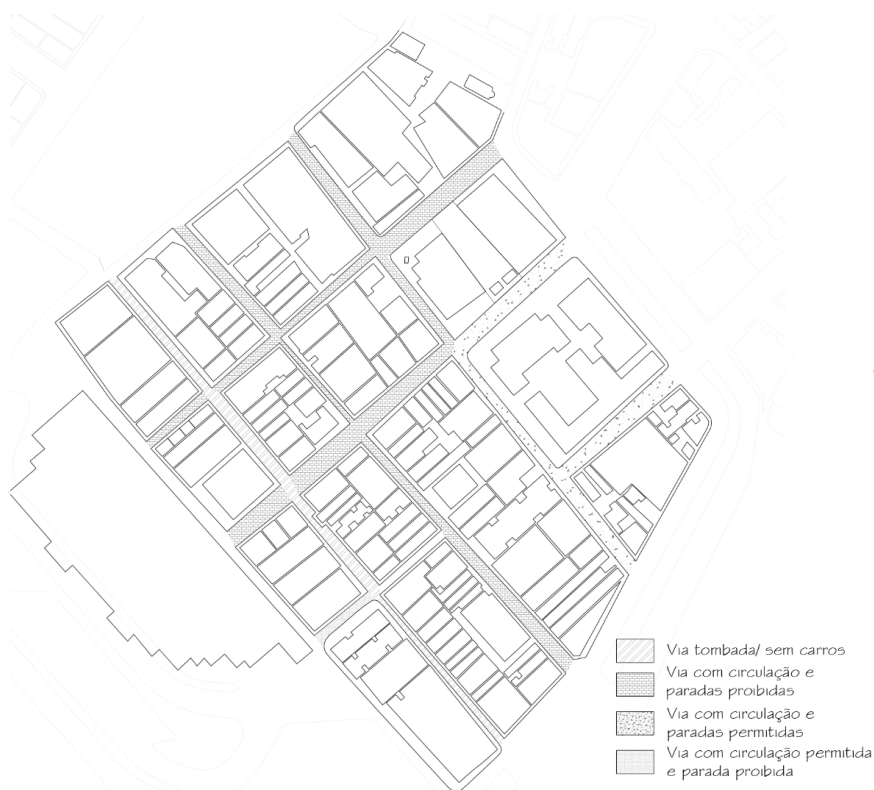 Via tombada/ sem carros
Via com circulação e
paradas proibidas
Via com circulação e
paradas permitidas
Via com circulação permitida
e parada proibida